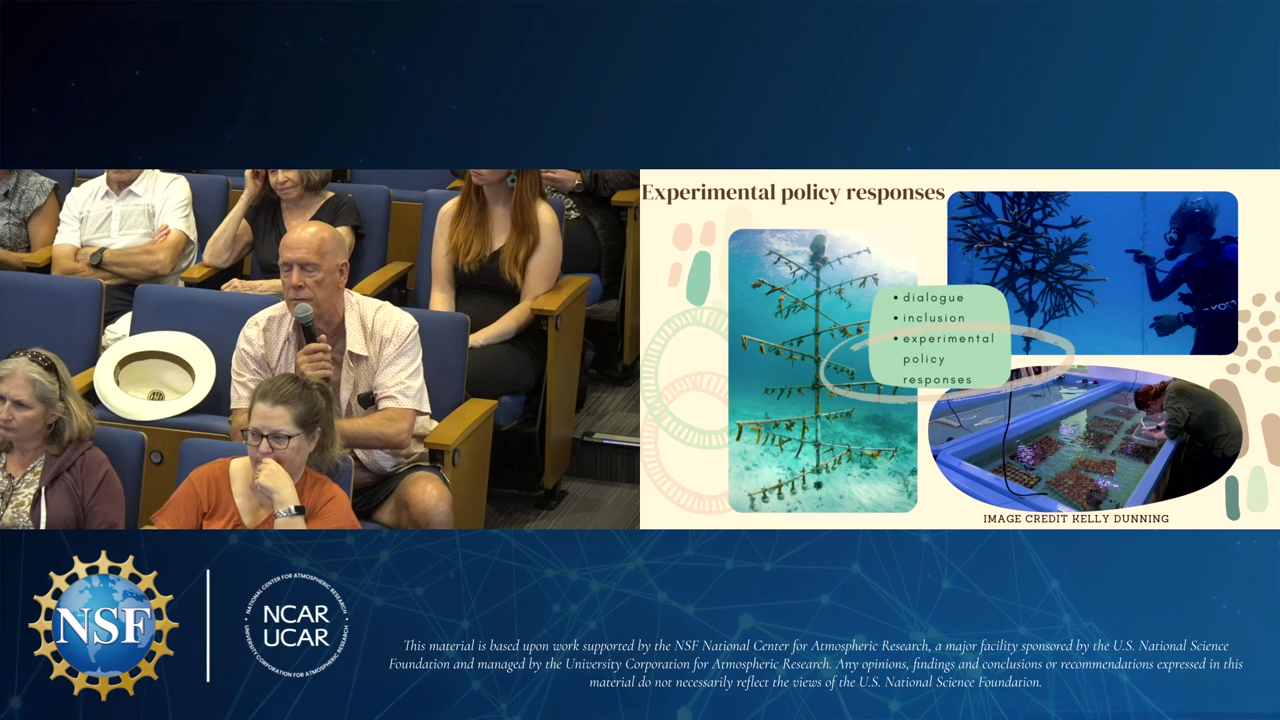 Experimental policy responses
• dialogue
• inclusion
• experimental
policy
responses
IMAGE CREDIT KELLY DUNNING
NSF
NATIONAL CENTER FOR ATMOSPHERIC RESEARCH
NCAR
UCAR
UNIVERSITY CORPORATION FOR ATMOSPHERIC RESEARCH
This material is based upon work supported by the NSF National Center for Atmospheric Research, a major facility sponsored by the U.S. National Science
Foundation and managed by the University Corporation for Atmospheric Research. Any opinions, findings and conclusions or recommendations expressed in this
material do not necessarily reflect the views of the U.S. National Science Foundation.